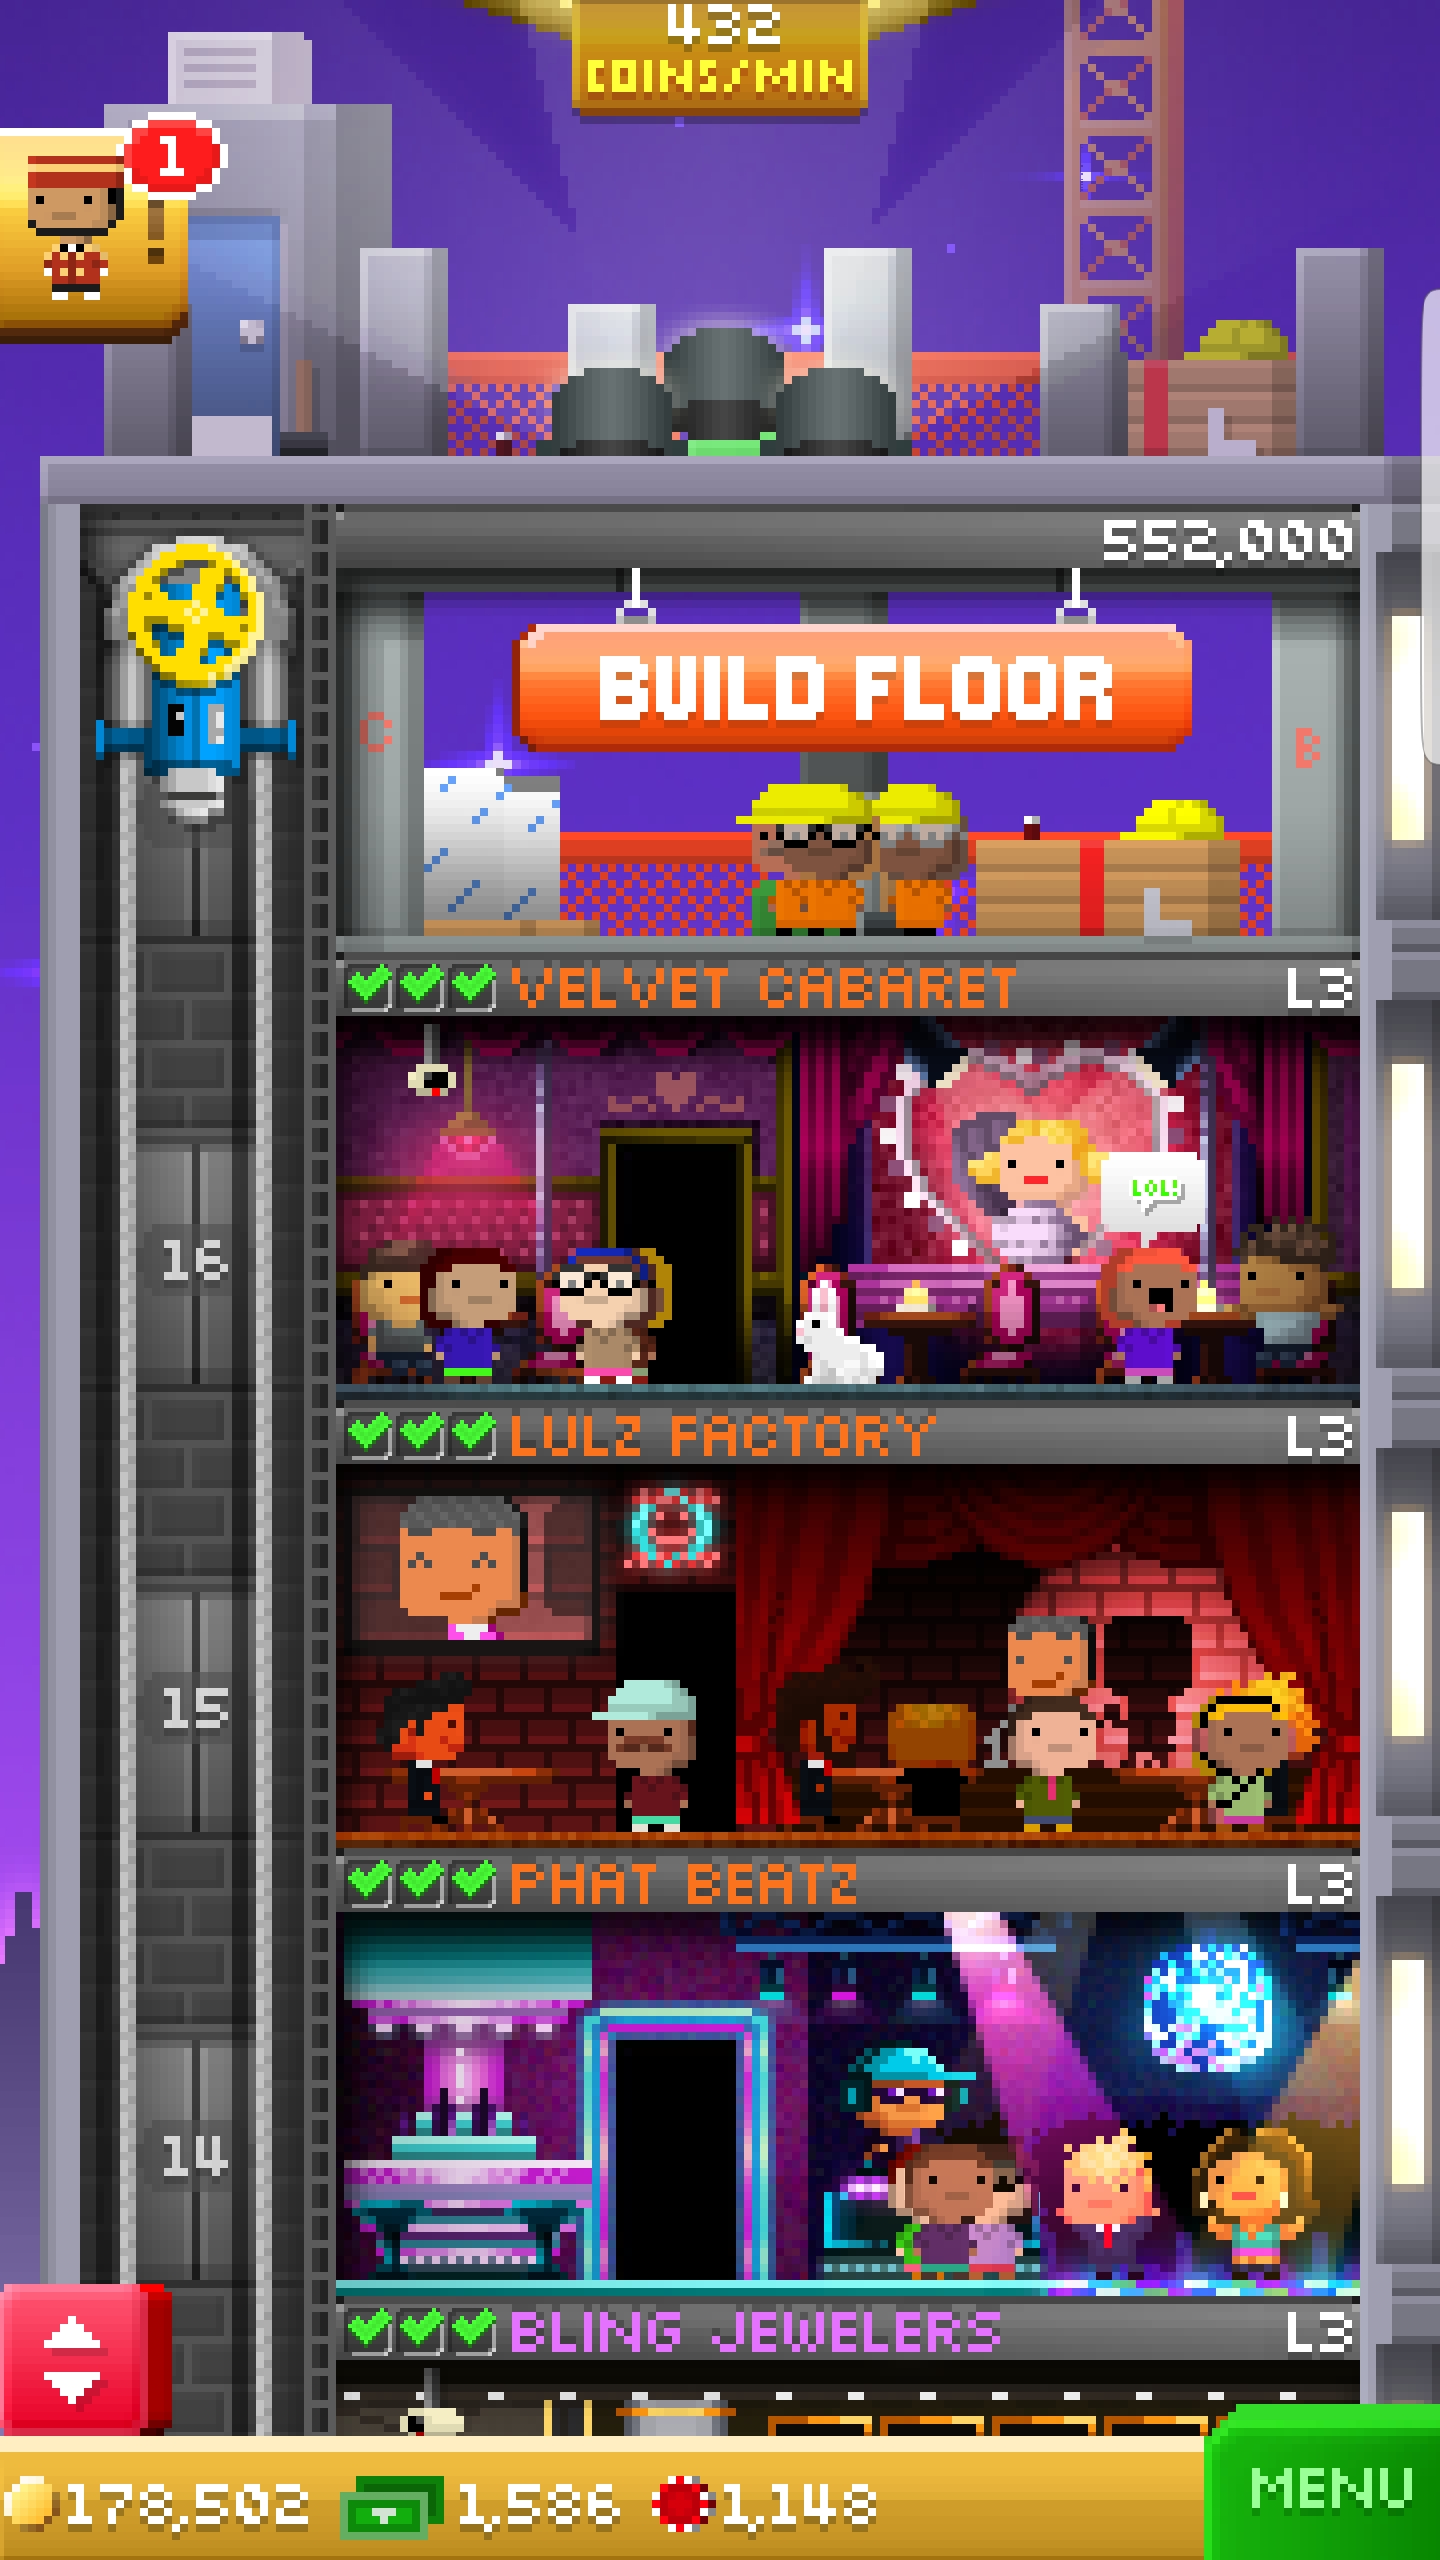 432
COINS/MIN
1
552,000
C
BUILD FLOOR
B
VELVET CABARET
L3
LOL!
16
LULZ FACTORY
L3
15
PHAT BEATZ
L3
14
BLING JEWELERS
L3
178,502
1,586
1,148
MENU